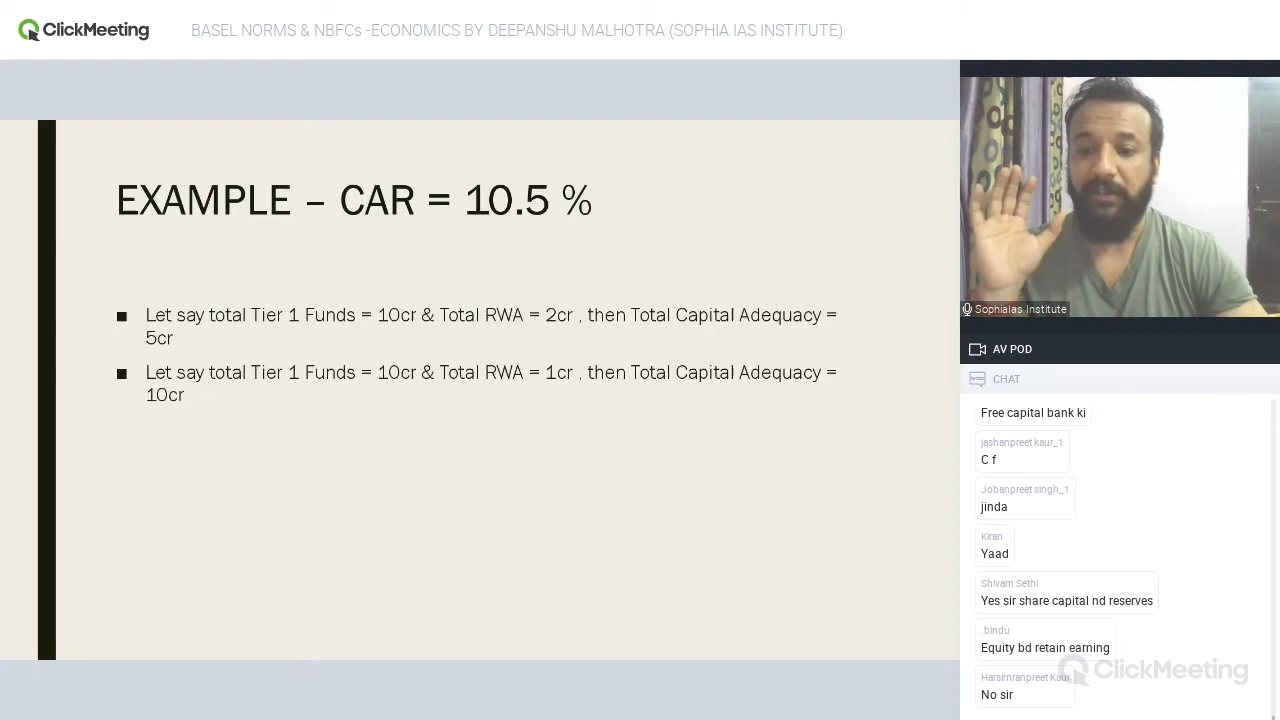 ClickMeeting
BASEL NORMS & NBFCs -ECONOMICS BY DEEPANSHU MALHOTRA (SOPHIA IAS INSTITUTE)
EXAMPLE – CAR = 10.5 %
■ Let say total Tier 1 Funds = 10cr & Total RWA = 2cr , then Total Capital Adequacy =
5cr
■ Let say total Tier 1 Funds = 10cr & Total RWA = 1cr , then Total Capital Adequacy =
10cr
SophiaIas Institute
AV POD
CHAT
Free capital bank ki
jashanpreet kaur_1
C f
Jobanpreet singh_1
jinda
Kiran
Yaad
Shivam Sethi
Yes sir share capital nd reserves
.bindu
Equity bd retain earning
Harsimranpreet Kaur
No sir
ClickMeeting